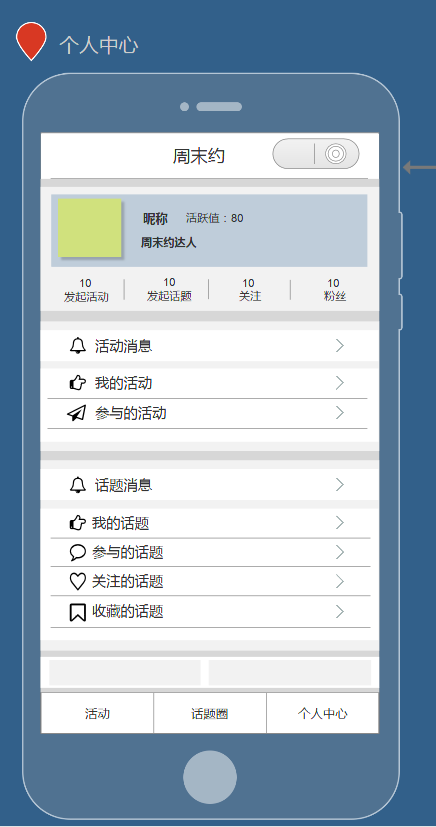 个人中心
周末约
昵称 活跃值：80
周末约达人
10 10 10 10
发起活动 发起话题 关注 粉丝
活动消息
我的活动
参与的活动
话题消息
我的话题
参与的话题
关注的话题
收藏的话题
活动 话题圈 个人中心